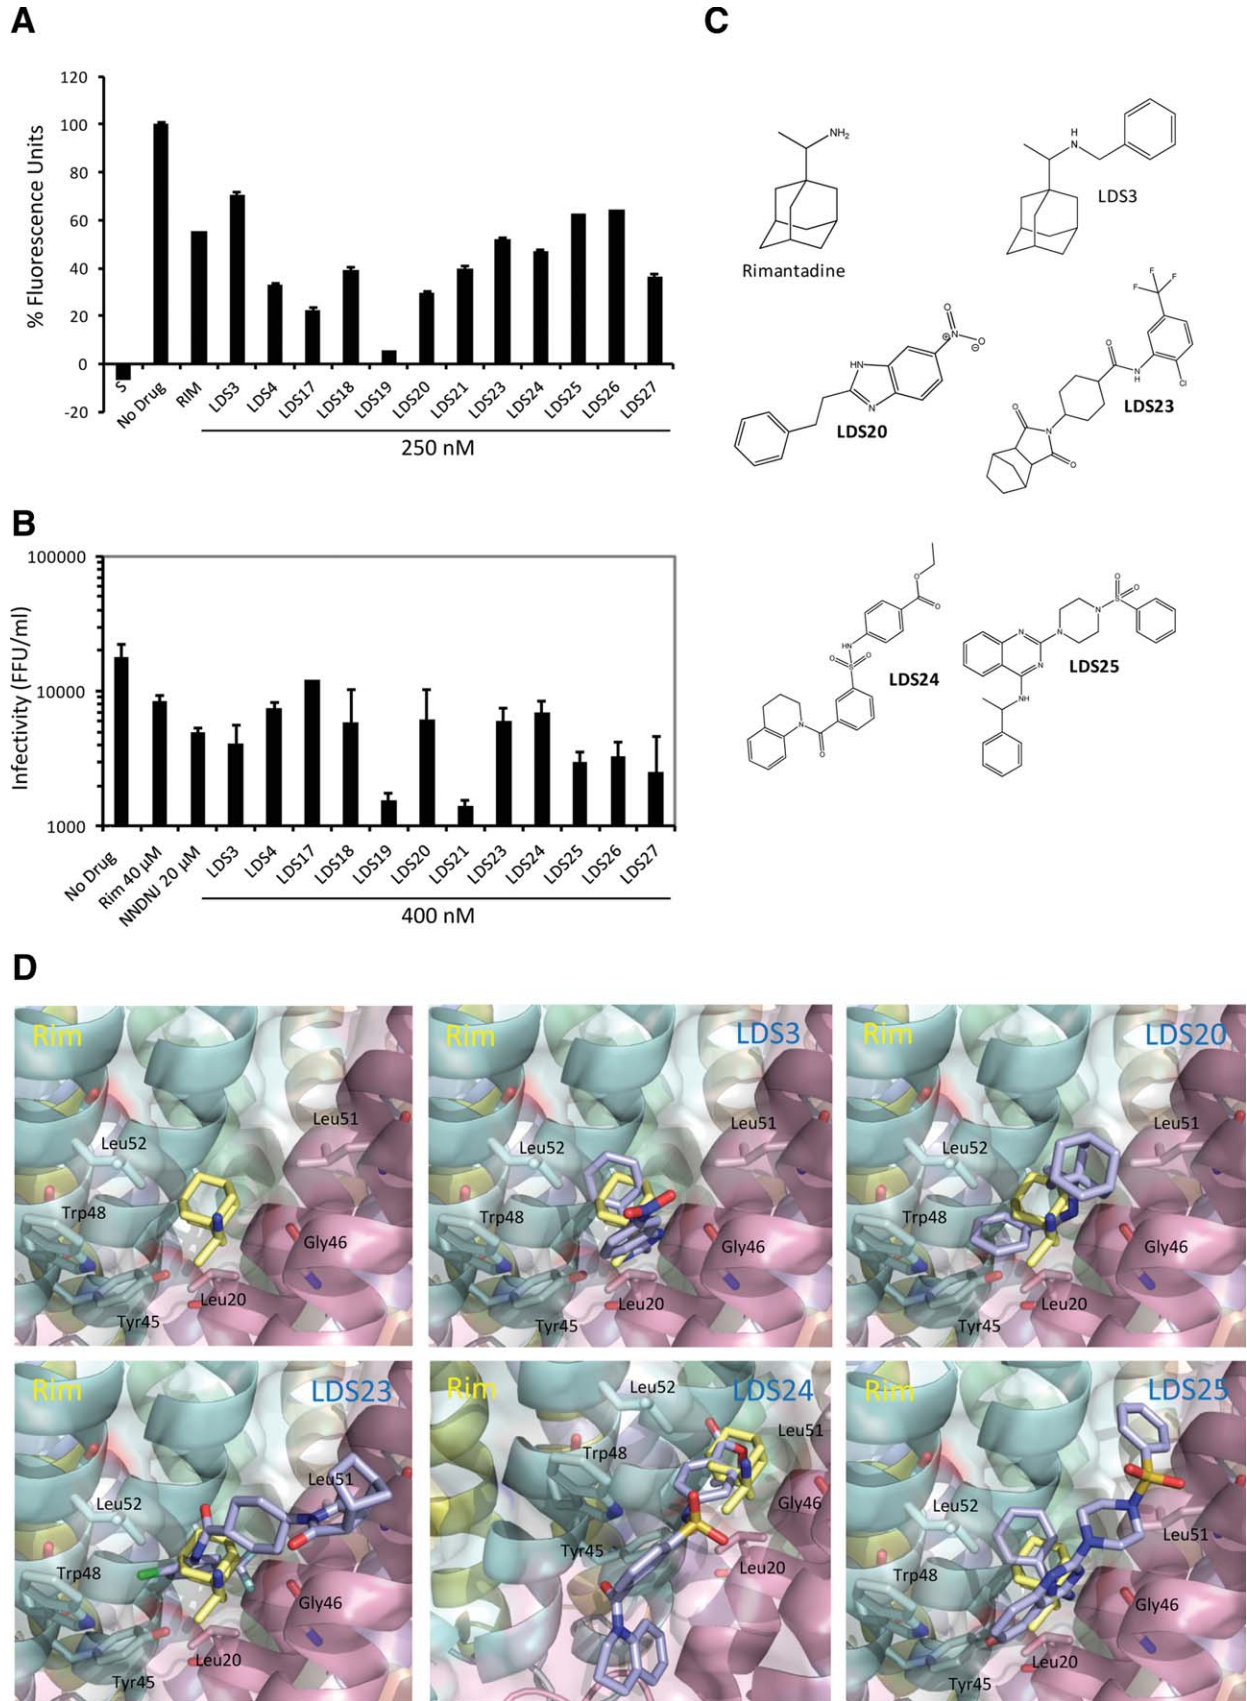 A
C
120
100
80
60
40
20
0
-20
% Fluorescence Units
S
No Drug
RIM
LDS3
LDS4
LDS17
LDS18
LDS19
LDS20
LDS21
LDS23
LDS24
LDS25
LDS26
LDS27
250 nM
NH₂
Rimantadine
H
N
LDS3
O
N
⊕
O
⊖
HN
N
LDS20
F
F
F
O
N
H
Cl
O
N
O
LDS23
B
100000
10000
1000
Infectivity (FFU/ml)
No Drug
Rim 40 µM
NNDNJ 20 µM
LDS3
LDS4
LDS17
LDS18
LDS19
LDS20
LDS21
LDS23
LDS24
LDS25
LDS26
LDS27
400 nM
O
O
HN
O
O
S
N
O
LDS24
O
S
O
N
N
N
N
NH
LDS25
D
Rim
Leu51
Leu52
Trp48
Gly46
Leu20
Tyr45
Rim
LDS3
Leu51
Leu52
Trp48
Gly46
Leu20
Tyr45
Rim
LDS20
Leu51
Leu52
Trp48
Gly46
Leu20
Tyr45
Rim
LDS23
Leu51
Leu52
Trp48
Gly46
Leu20
Tyr45
Rim
LDS24
Leu52
Leu51
Trp48
Gly46
Tyr45
Leu20
Rim
LDS25
Leu52
Leu51
Trp48
Gly46
Leu20
Tyr45